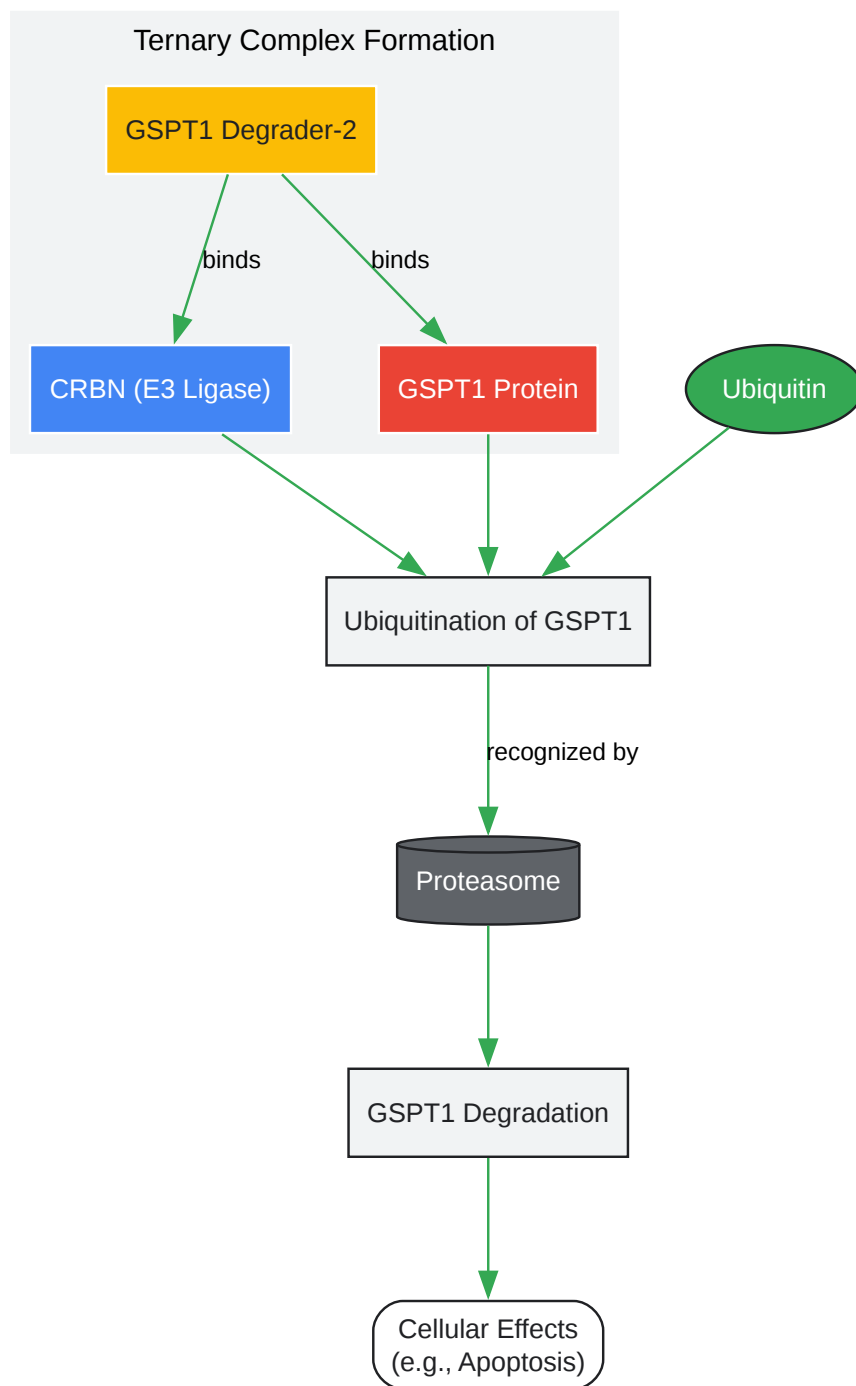 Ternary Complex Formation
GSPT1 Degrader-2
binds
binds
CRBN (E3 Ligase)
GSPT1 Protein
Ubiquitin
Ubiquitination of GSPT1
recognized by
Proteasome
GSPT1 Degradation
Cellular Effects
(e.g., Apoptosis)